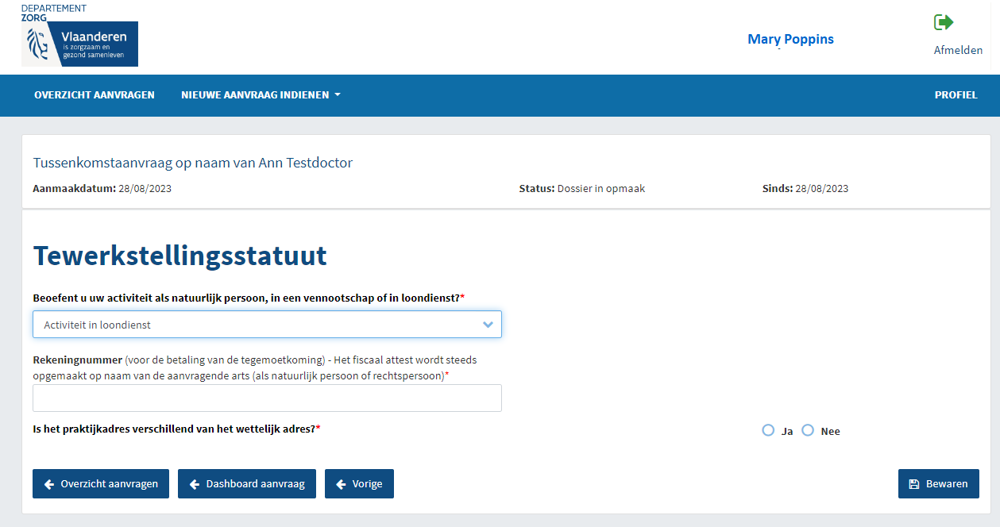 DEPARTEMENT
ZORG
Vlaanderen
is zorgzaam en
gezond samenleven
Mary Poppins
Afmelden
OVERZICHT AANVRAGEN
NIEUWE AANVRAAG INDIENEN
PROFIEL
Tussenkomstaanvraag op naam van Ann Testdoctor
Aanmaakdatum: 28/08/2023
Status: Dossier in opmaak
Sinds: 28/08/2023
Tewerkstellingsstatuut
Beoefent u uw activiteit als natuurlijk persoon, in een vennootschap of in loondienst?*
Activiteit in loondienst
Rekeningnummer (voor de betaling van de tegemoetkoming) - Het fiscaal attest wordt steeds
opgemaakt op naam van de aanvragende arts (als natuurlijk persoon of rechtspersoon)*
Is het praktijkadres verschillend van het wettelijk adres?*
Ja
Nee
Overzicht aanvragen
Dashboard aanvraag
Vorige
Bewaren